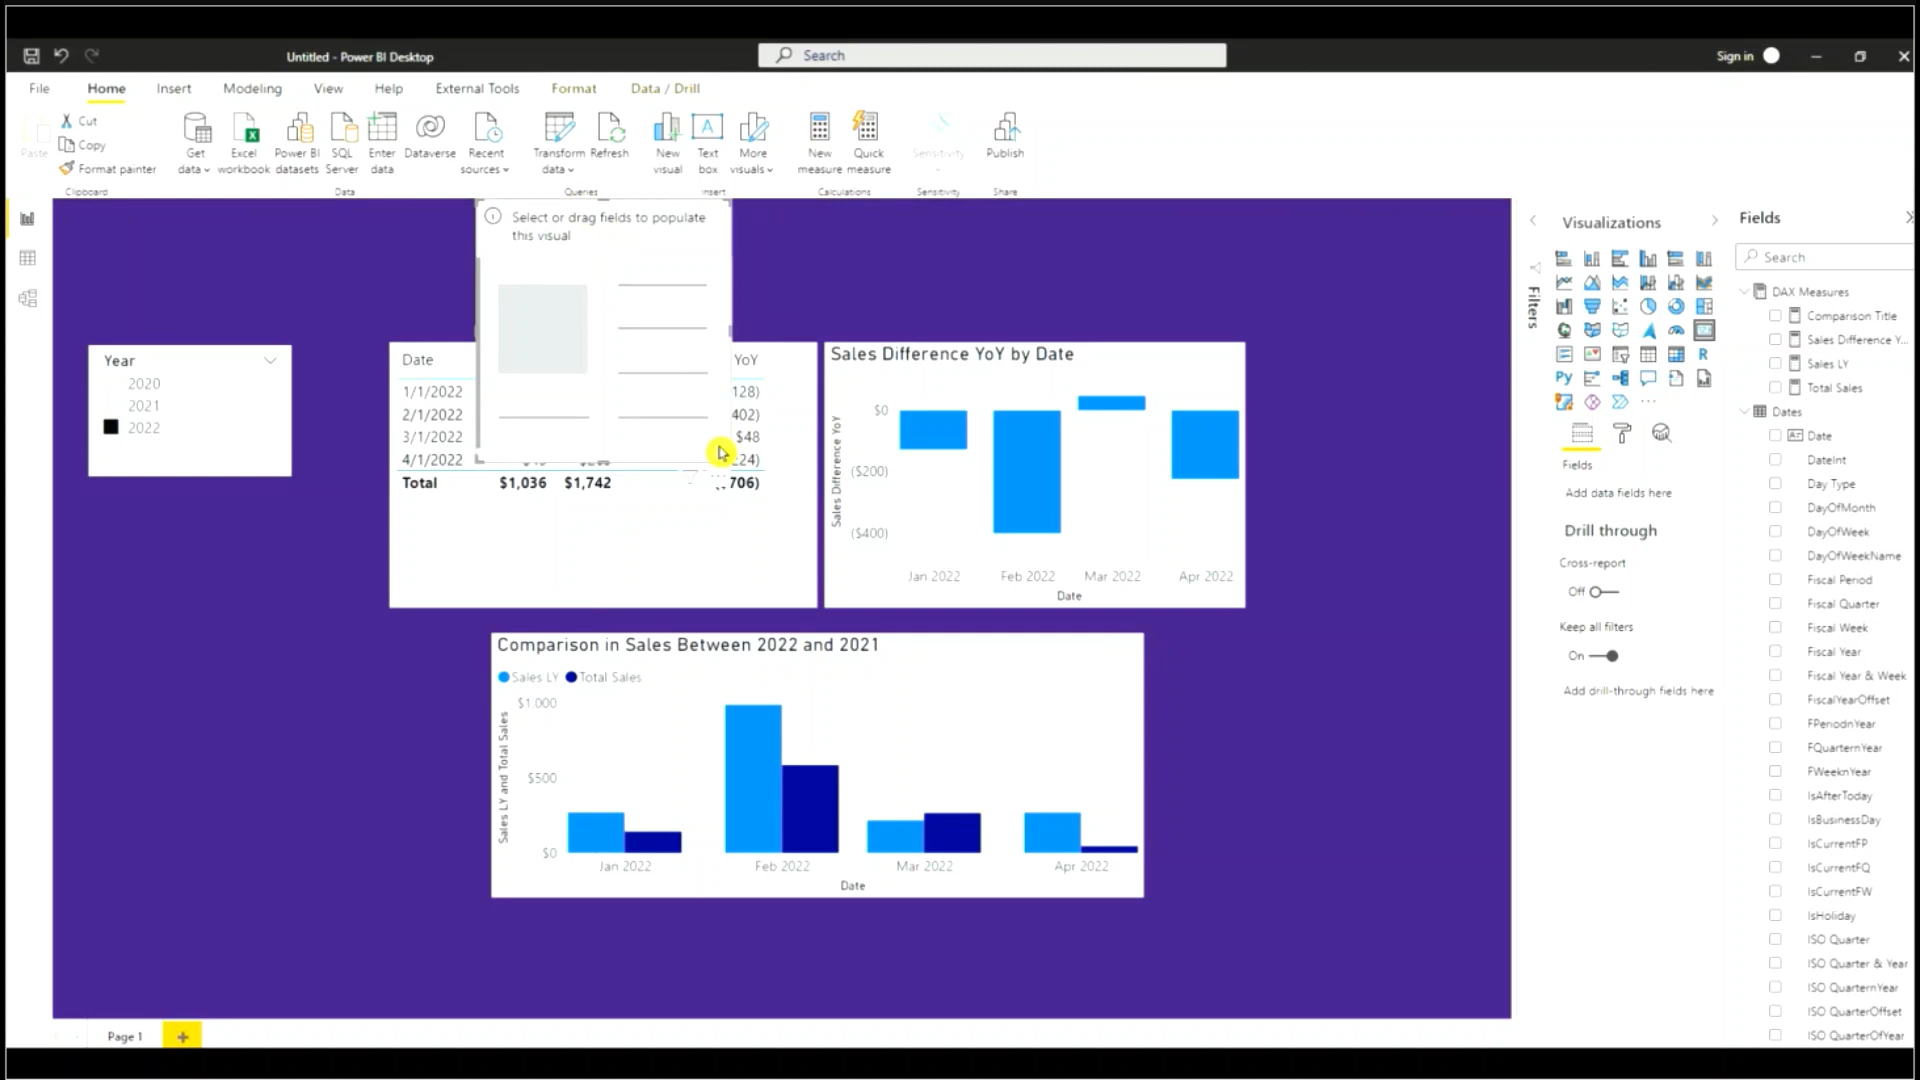 Untitled - Power BI Desktop
Search
Sign in
File
Home
Insert
Modeling
View
Help
External Tools
Format
Data / Drill
Paste
Cut
Copy
Format painter
Clipboard
Get data
Excel workbook
Power BI datasets
SQL Server
Enter data
Dataverse
Recent sources
Data
Transform data
Refresh
Queries
New visual
Text box
More visuals
Insert
New measure
Quick measure
Calculations
Sensitivity
Sensitivity
Publish
Share
Select or drag fields to populate
this visual
Year
2020
2021
2022
Date YoY
1/1/2022 128)
2/1/2022 402)
3/1/2022 $48
4/1/2022 24)
Total $1,036 $1,742 706)
Sales Difference YoY by Date
Sales Difference YoY
$0
($200)
($400)
Jan 2022 Feb 2022 Mar 2022 Apr 2022
Date
Comparison in Sales Between 2022 and 2021
Sales LY Total Sales
Sales LY and Total Sales
$1.000
$500
$0
Jan 2022 Feb 2022 Mar 2022 Apr 2022
Date
Page 1
Filters
Visualizations
R
Py
Fields
Add data fields here
Drill through
Cross-report
Off
Keep all filters
On
Add drill-through fields here
Fields
Search
DAX Measures
Comparison Title
Sales Difference Y...
Sales LY
Total Sales
Dates
Date
DateInt
Day Type
DayOfMonth
DayOfWeek
DayOfWeekName
Fiscal Period
Fiscal Quarter
Fiscal Week
Fiscal Year
Fiscal Year & Week
FiscalYearOffset
FPeriodnYear
FQuarternYear
FWeeknYear
IsAfterToday
IsBusinessDay
IsCurrentFP
IsCurrentFQ
IsCurrentFW
IsHoliday
ISO Quarter
ISO Quarter & Year
ISO QuarternYear
ISO QuarterOffset
ISO QuarterOfYear